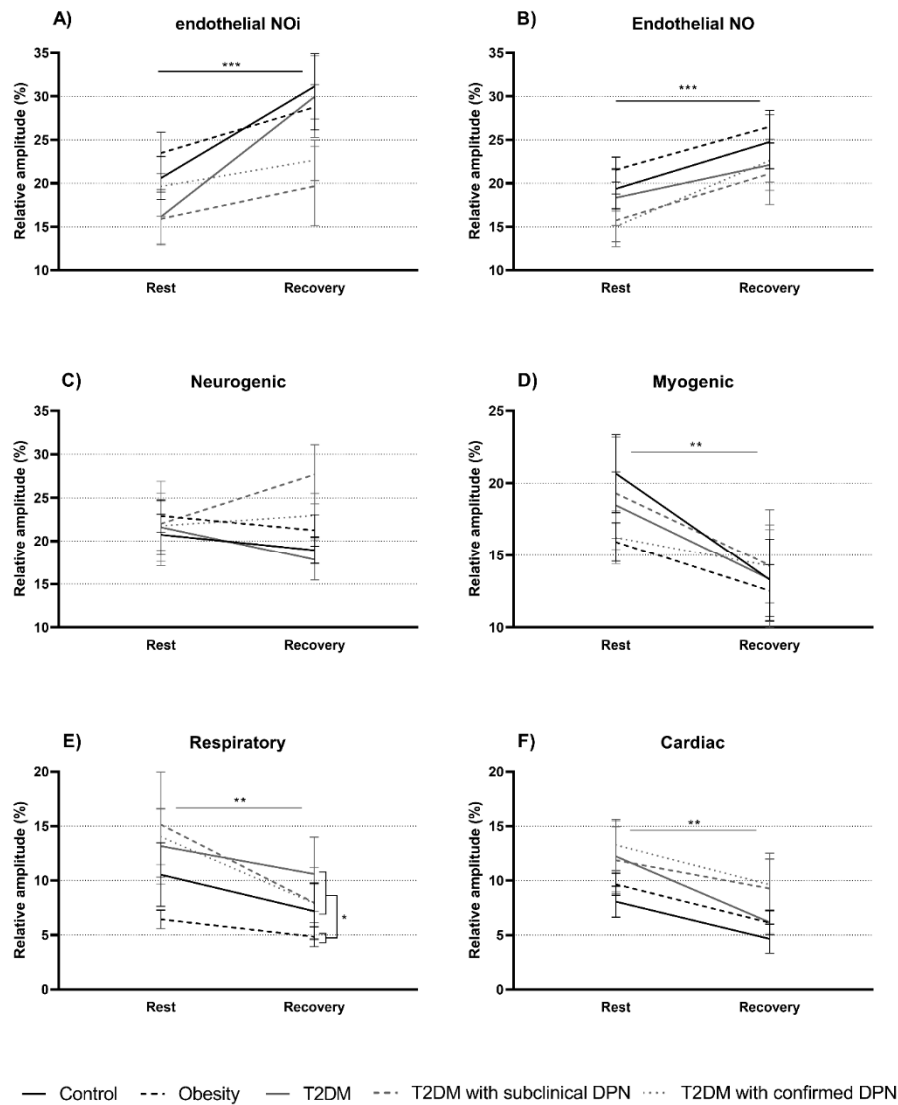 A) endothelial NOi
35
30
25
20
15
10
Relative amplitude (%)
***
Rest Recovery
B) Endothelial NO
35
30
25
20
15
10
Relative amplitude (%)
***
Rest Recovery
C) Neurogenic
35
30
25
20
15
10
Relative amplitude (%)
Rest Recovery
D) Myogenic
25
20
15
10
Relative amplitude (%)
**
Rest Recovery
E) Respiratory
20
15
10
5
0
Relative amplitude (%)
**
*
Rest Recovery
F) Cardiac
20
15
10
5
0
Relative amplitude (%)
**
Rest Recovery
Control Obesity T2DM T2DM with subclinical DPN T2DM with confirmed DPN